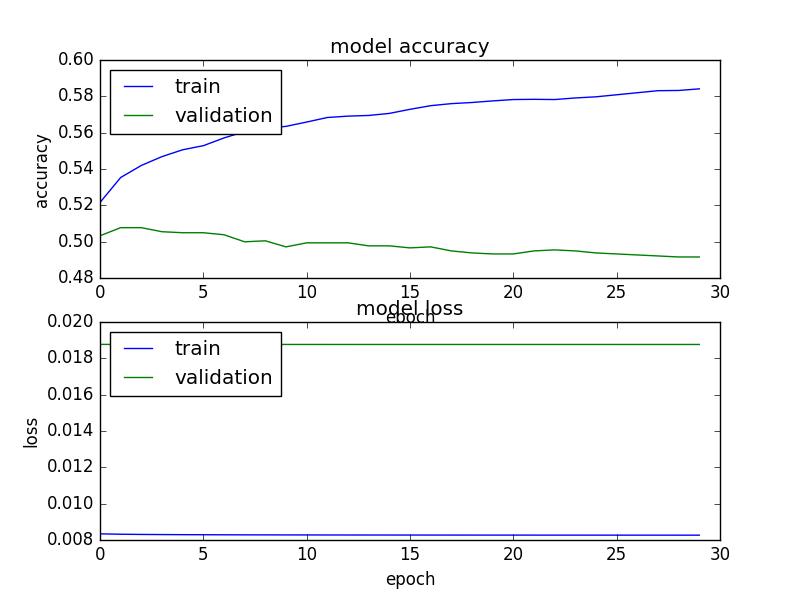 model accuracy
0.60
0.58
0.56
0.54
0.52
0.50
0.48
accuracy
train
validation
0 5 10 15 20 25 30
epoch
model loss
0.020
0.018
0.016
0.014
0.012
0.010
0.008
loss
train
validation
0 5 10 15 20 25 30
epoch